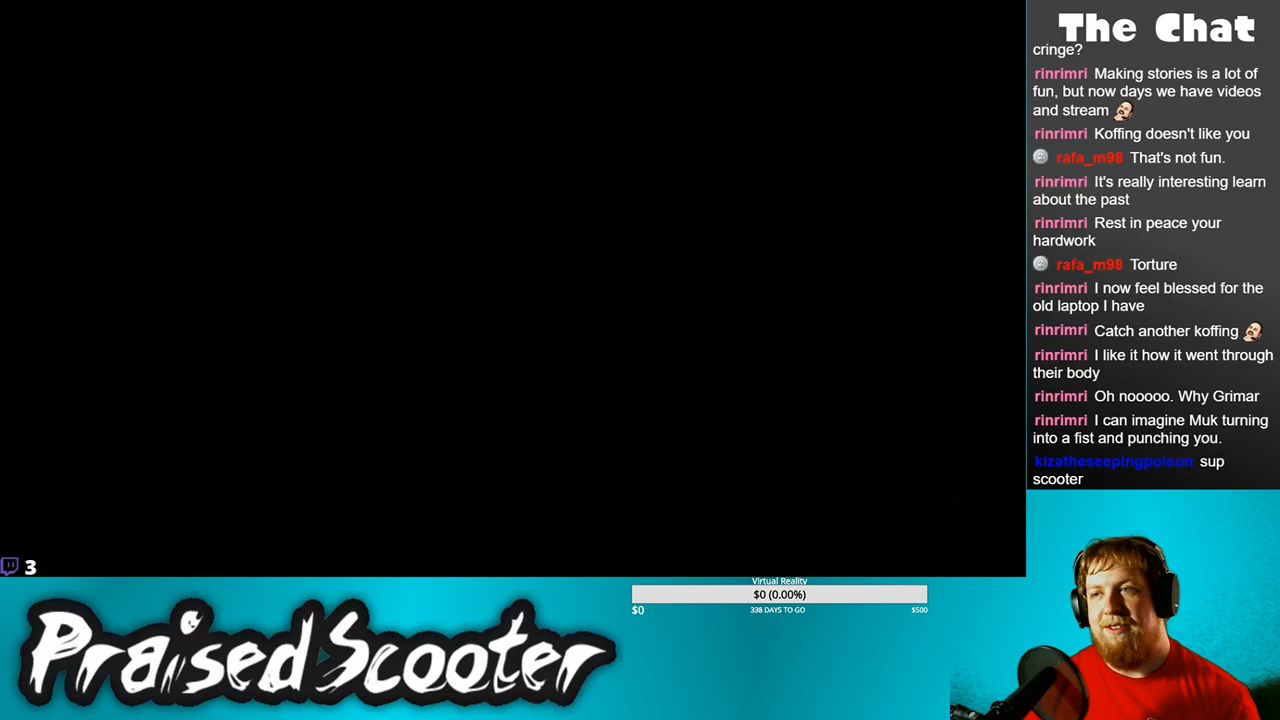 The Chat
cringe?
rinrimri Making stories is a lot of
fun, but now days we have videos
and stream
rinrimri Koffing doesn't like you
rafa_m98 That's not fun.
rinrimri It's really interesting learn
about the past
rinrimri Rest in peace your
hardwork
rafa_m98 Torture
rinrimri I now feel blessed for the
old laptop I have
rinrimri Catch another koffing
rinrimri I like it how it went through
their body
rinrimri Oh nooooo. Why Grimar
rinrimri I can imagine Muk turning
into a fist and punching you.
kizatheseepingpoison sup
scooter
3
Virtual Reality
$0 (0.00%)
$0
338 DAYS TO GO
$500
PraisedScooter